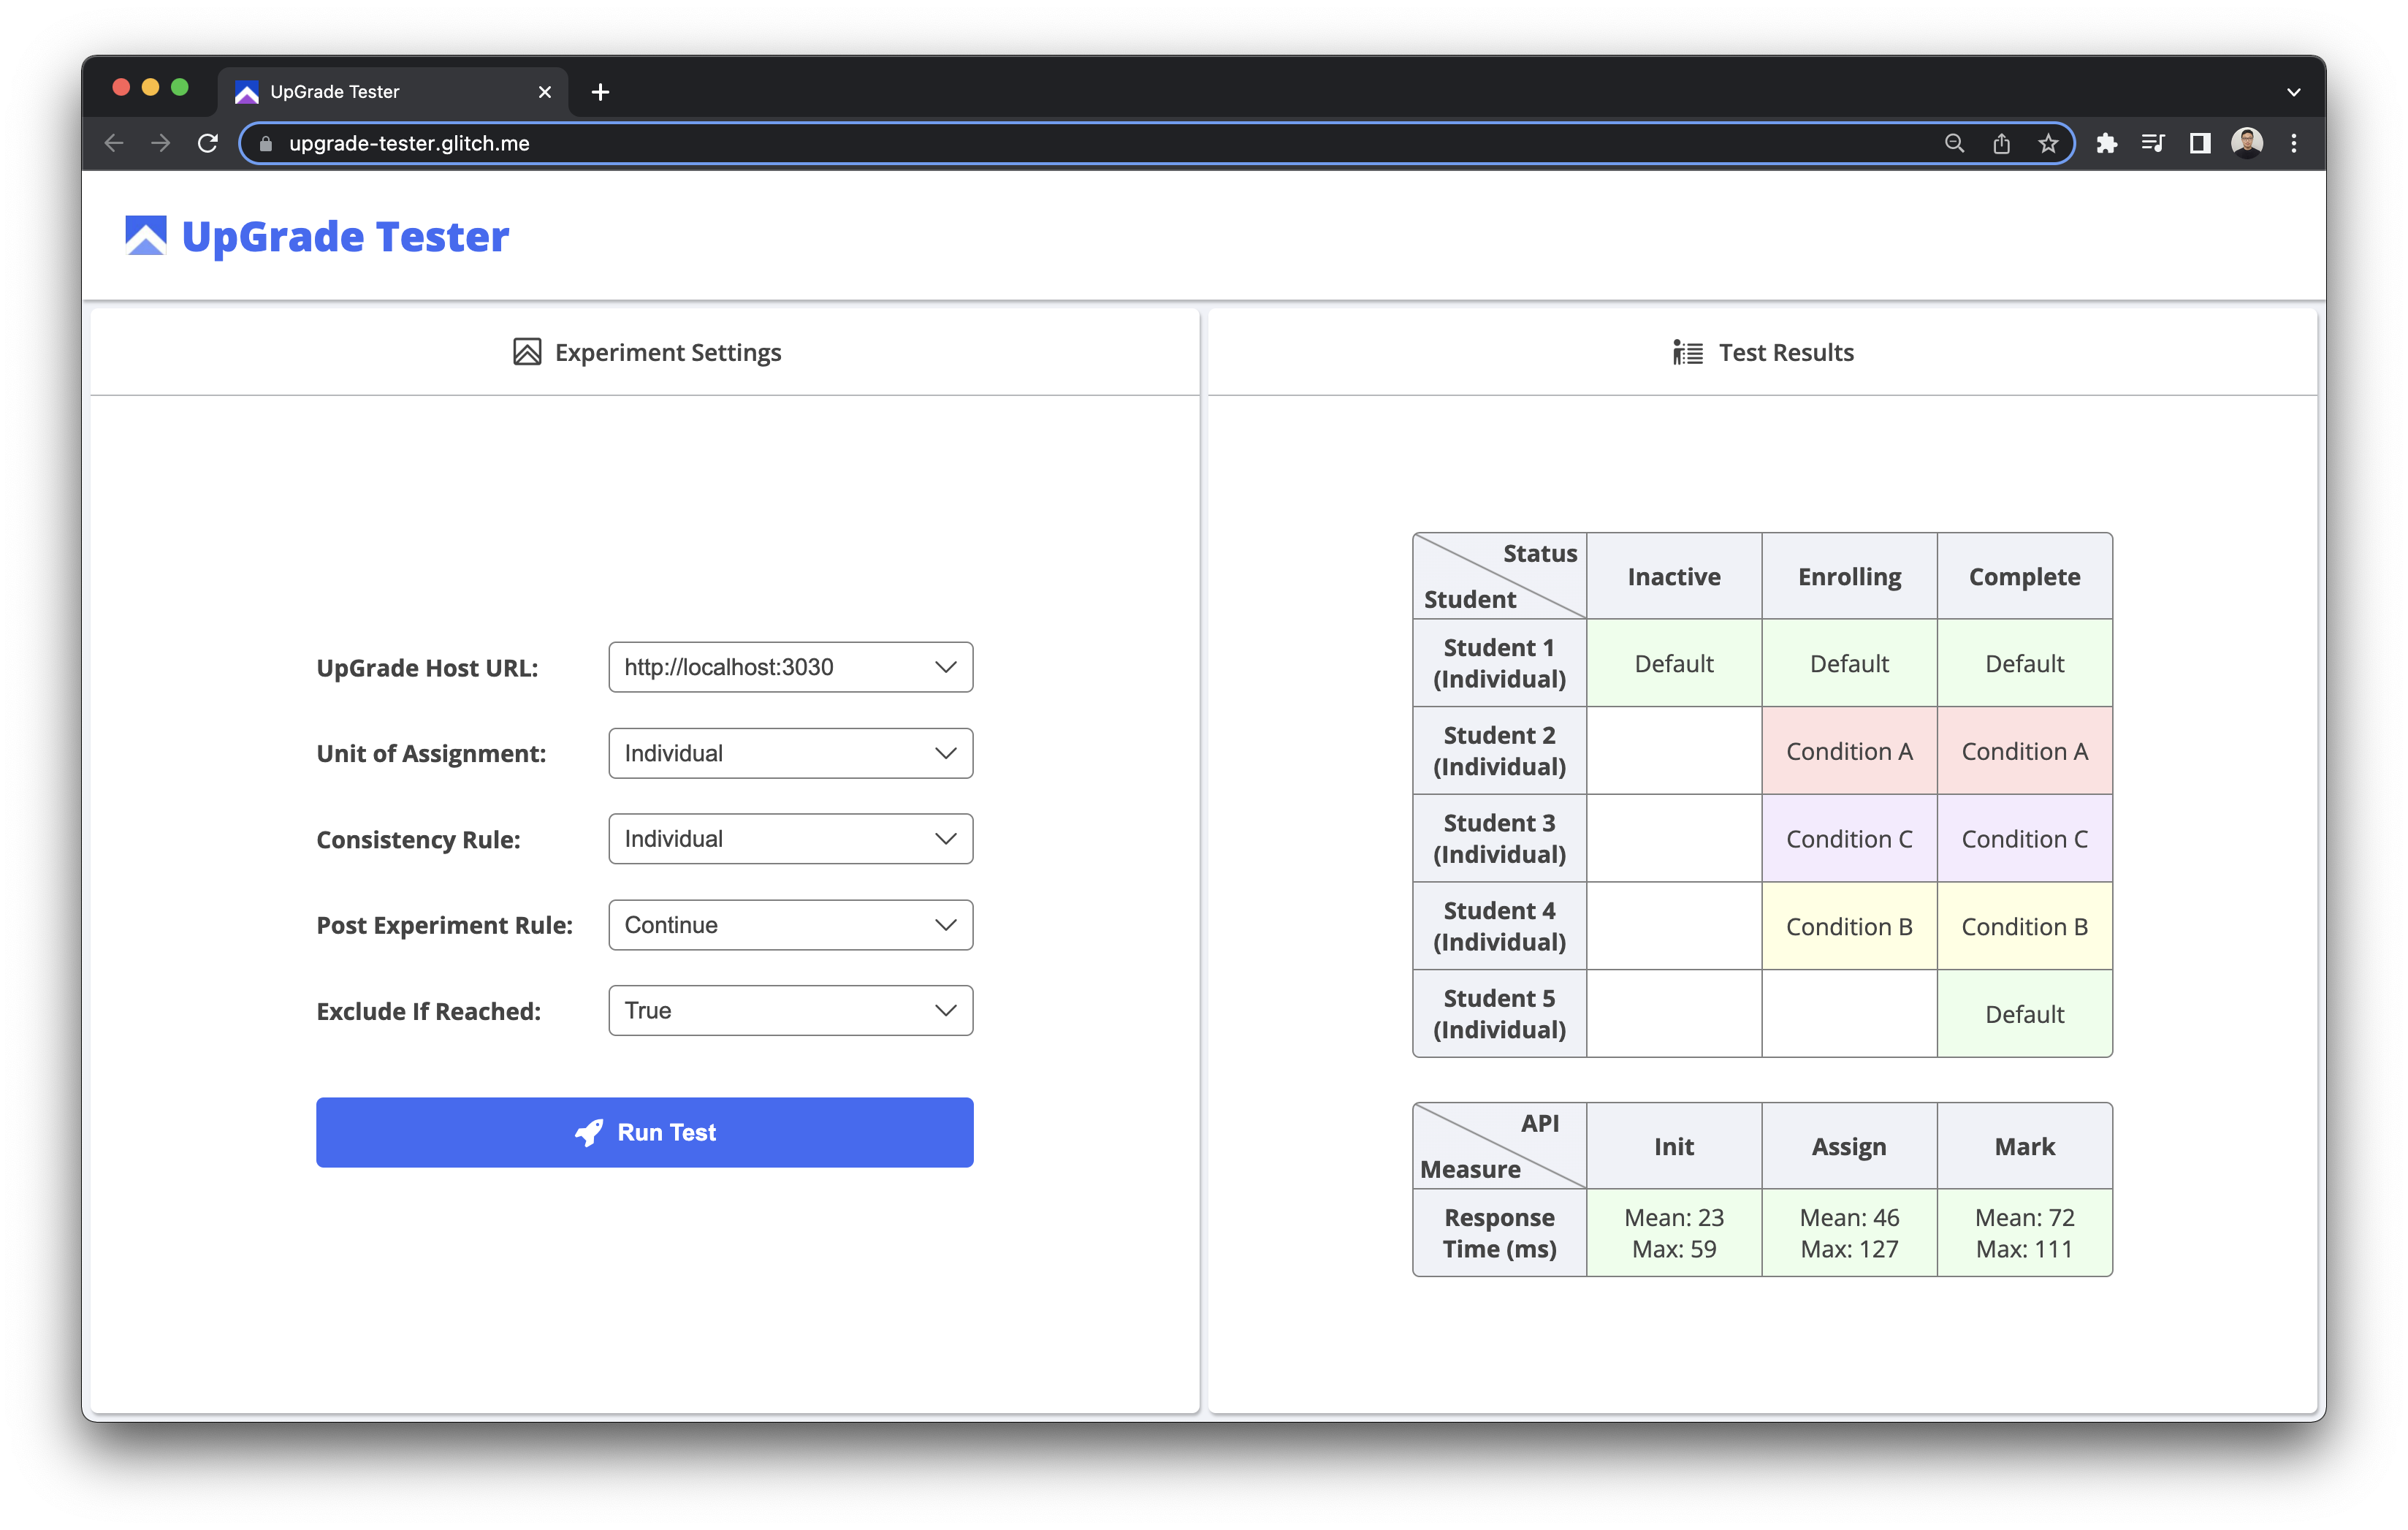 UpGrade Tester
upgrade-tester.glitch.me
UpGrade Tester
Experiment Settings
UpGrade Host URL:
http://localhost:3030
Unit of Assignment:
Individual
Consistency Rule:
Individual
Post Experiment Rule:
Continue
Exclude If Reached:
True
Run Test
Test Results
Status
Student
Inactive
Enrolling
Complete
Student 1
(Individual)
Default
Default
Default
Student 2
(Individual)
Condition A
Condition A
Student 3
(Individual)
Condition C
Condition C
Student 4
(Individual)
Condition B
Condition B
Student 5
(Individual)
Default
API
Measure
Init
Assign
Mark
Response
Time (ms)
Mean: 23
Max: 59
Mean: 46
Max: 127
Mean: 72
Max: 111